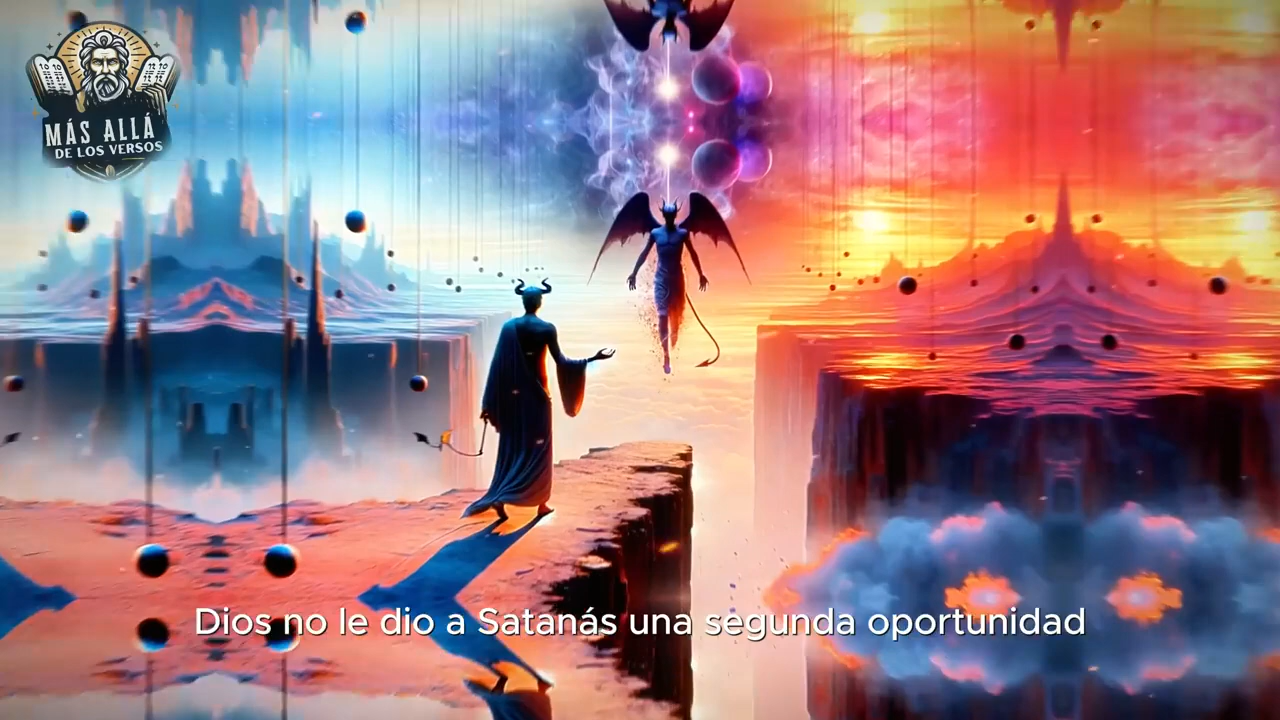 MÁS ALLÁ
DE LOS VERSOS
Dios no le dio a Satanás una segunda oportunidad